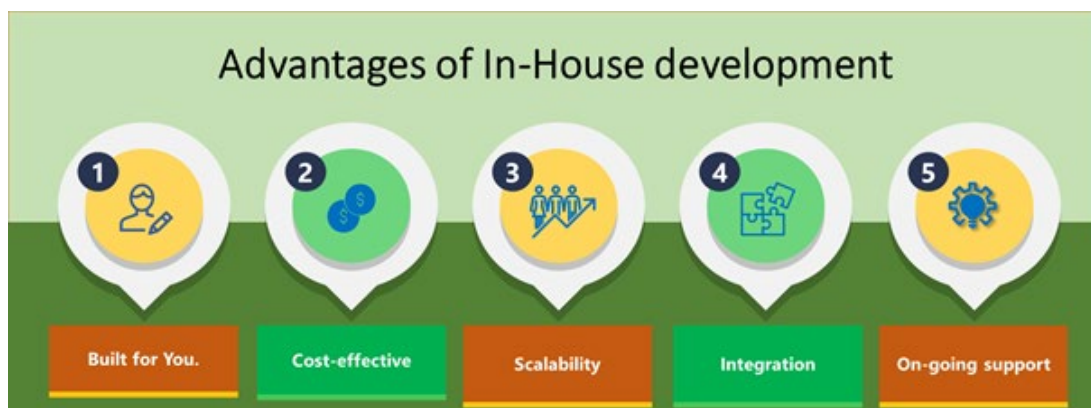 Advantages of In-House development
1
2
3
4
5
$
$
Built for You.
Cost-effective
Scalability
Integration
On-going support